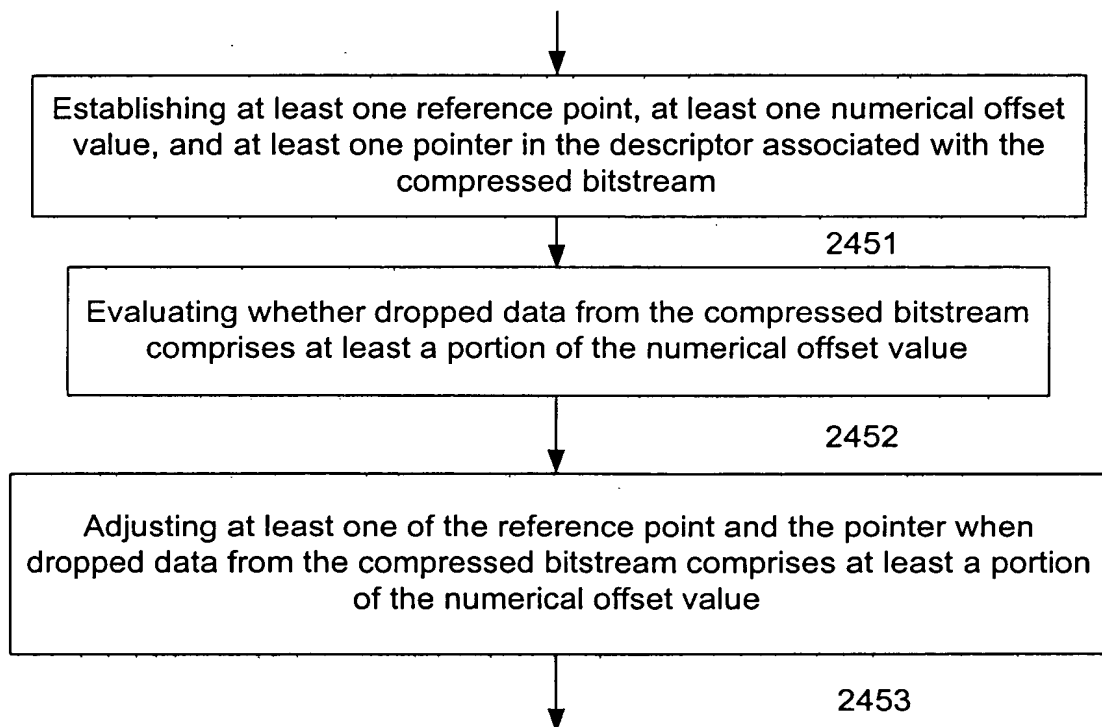 Establishing at least one reference point, at least one numerical offset
value, and at least one pointer in the descriptor associated with the
compressed bitstream
2451
Evaluating whether dropped data from the compressed bitstream
comprises at least a portion of the numerical offset value
2452
Adjusting at least one of the reference point and the pointer when
dropped data from the compressed bitstream comprises at least a portion
of the numerical offset value
2453